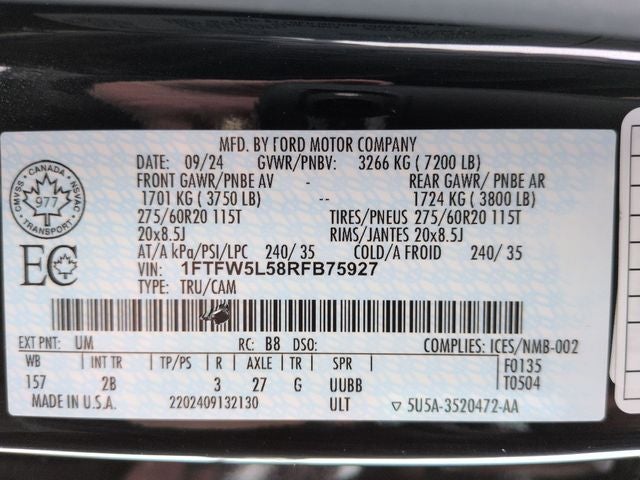 MFD. BY FORD MOTOR COMPANY
DATE: 09/24 GVWR/PNBV: 3266 KG ( 7200 LB)
FRONT GAWR/PNBE AV - REAR GAWR/ PNBE AR
1701 KG ( 3750 LB) -- 1724 KG ( 3800 LB)
275/60R20 115T TIRES/PNEUS 275/60R20 115T
20x8.5J RIMS/JANTES 20x8.5J
AT/A kPa/PSI/LPC 240/ 35 COLD/A FROID 240/ 35
VIN: 1FTFW5L58RFB75927
TYPE: TRU/CAM
CMVSS CANADA NSVAC
977
EC
EXT PNT: UM RC: B8 DSO: COMPLIES: ICES/NMB-002
WB INT TR TP/PS R AXLE TR SPR F0135
157 2B 3 27 G UUBB T0504
MADE IN U.S.A. 2202409132130 ULT ▽ 5U5A-3520472-AA